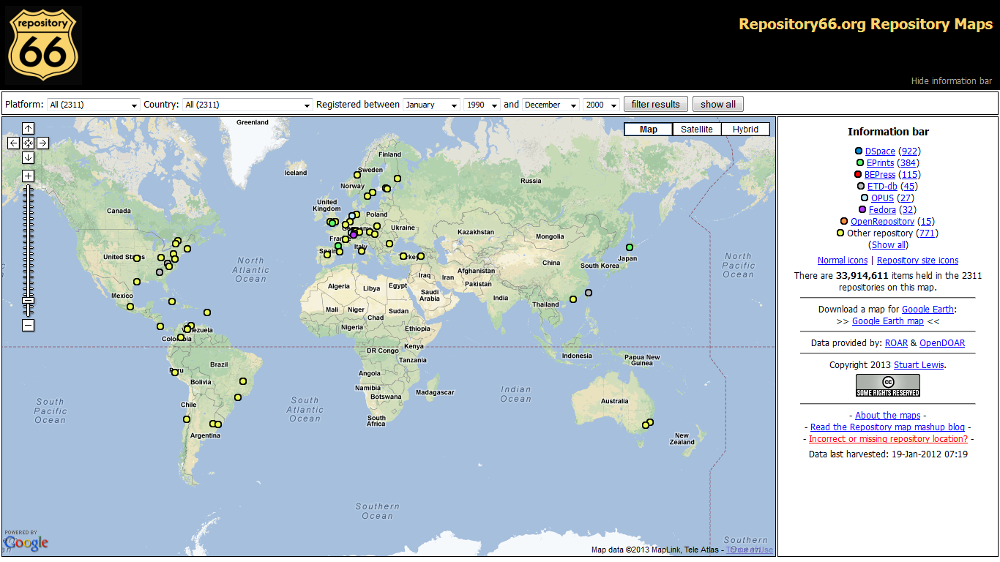 repository
66
Repository66.org Repository Maps
Hide information bar
Platform: All (2311) Country: All (2311) Registered between January 1990 and December 2000 filter results show all
Map Satellite Hybrid
Greenland
Finland
Iceland
Sweden
Norway
Russia
United
Kingdom
Canada
Poland
Germany
Ukraine
Kazakhstan
France
Mongolia
Italy
Spain
Turkey
United States
China
Japan
South Korea
North
Atlantic
Ocean
North
Pacific
Ocean
Afghanistan
Iraq
Iran
Pakistan
Algeria
Libya
Egypt
Saudi
Arabia
Mexico
India
Mali
Niger
Sudan
Chad
Thailand
Nigeria
Ethiopia
Venezuela
Colombia
Kenya
DR Congo
Indonesia
Papua New
Guinea
Tanzania
Brazil
Peru
Angola
Bolivia
Namibia
Botswana
Madagascar
Indian
Ocean
South
Pacific
Ocean
South
Atlantic
Ocean
Chile
Australia
South
Africa
Argentina
New
Zealand
Southern
Ocean
Southern
Ocean
POWERED BY
Google
Map data ©2013 MapLink, Tele Atlas - Terms of Use
Information bar
DSpace (922)
EPrints (384)
BEPress (115)
ETD-db (45)
OPUS (27)
Fedora (32)
OpenRepository (15)
Other repository (771)
(Show all)
Normal icons | Repository size icons
There are 33,914,611 items held in the 2311
repositories on this map.
Download a map for Google Earth:
>> Google Earth map <<
Data provided by: ROAR & OpenDOAR
Copyright 2013 Stuart Lewis.
cc
SOME RIGHTS RESERVED
- About the maps -
- Read the Repository map mashup blog -
- Incorrect or missing repository location? -
Data last harvested: 19-Jan-2012 07:19